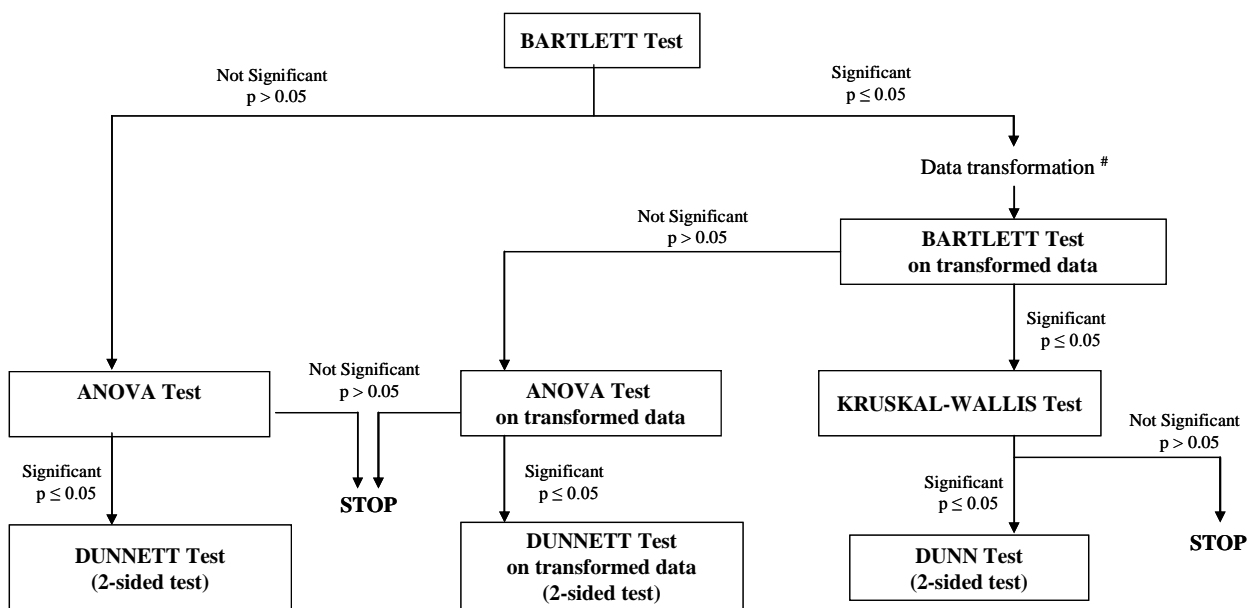 BARTLETT Test
Not Significant
p > 0.05
Significant
p ≤ 0.05
Data transformation #
Not Significant
p > 0.05
BARTLETT Test
on transformed data
Significant
p ≤ 0.05
ANOVA Test
Not Significant
p > 0.05
ANOVA Test
on transformed data
KRUSKAL-WALLIS Test
Not Significant
p > 0.05
Significant
p ≤ 0.05
STOP
Significant
p ≤ 0.05
Significant
p ≤ 0.05
STOP
DUNNETT Test
(2-sided test)
DUNNETT Test
on transformed data
(2-sided test)
DUNN Test
(2-sided test)